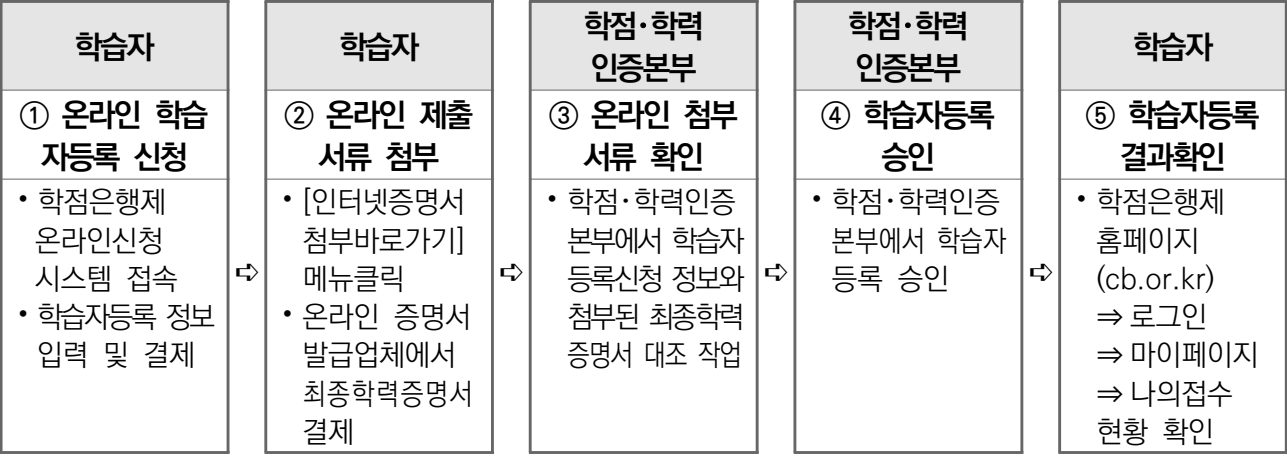 학습자
① 온라인 학습
자등록 신청
• 학점은행제
온라인신청
시스템 접속
• 학습자등록 정보
입력 및 결제
➪
학습자
② 온라인 제출
서류 첨부
• [인터넷증명서
첨부바로가기]
메뉴클릭
• 온라인 증명서
발급업체에서
최종학력증명서
결제
➪
학점·학력
인증본부
③ 온라인 첨부
서류 확인
• 학점·학력인증
본부에서 학습자
등록신청 정보와
첨부된 최종학력
증명서 대조 작업
➪
학점·학력
인증본부
④ 학습자등록
승인
• 학점·학력인증
본부에서 학습자
등록 승인
➪
학습자
⑤ 학습자등록
결과확인
• 학점은행제
홈페이지
(cb.or.kr)
⇒ 로그인
⇒ 마이페이지
⇒ 나의접수
현황 확인